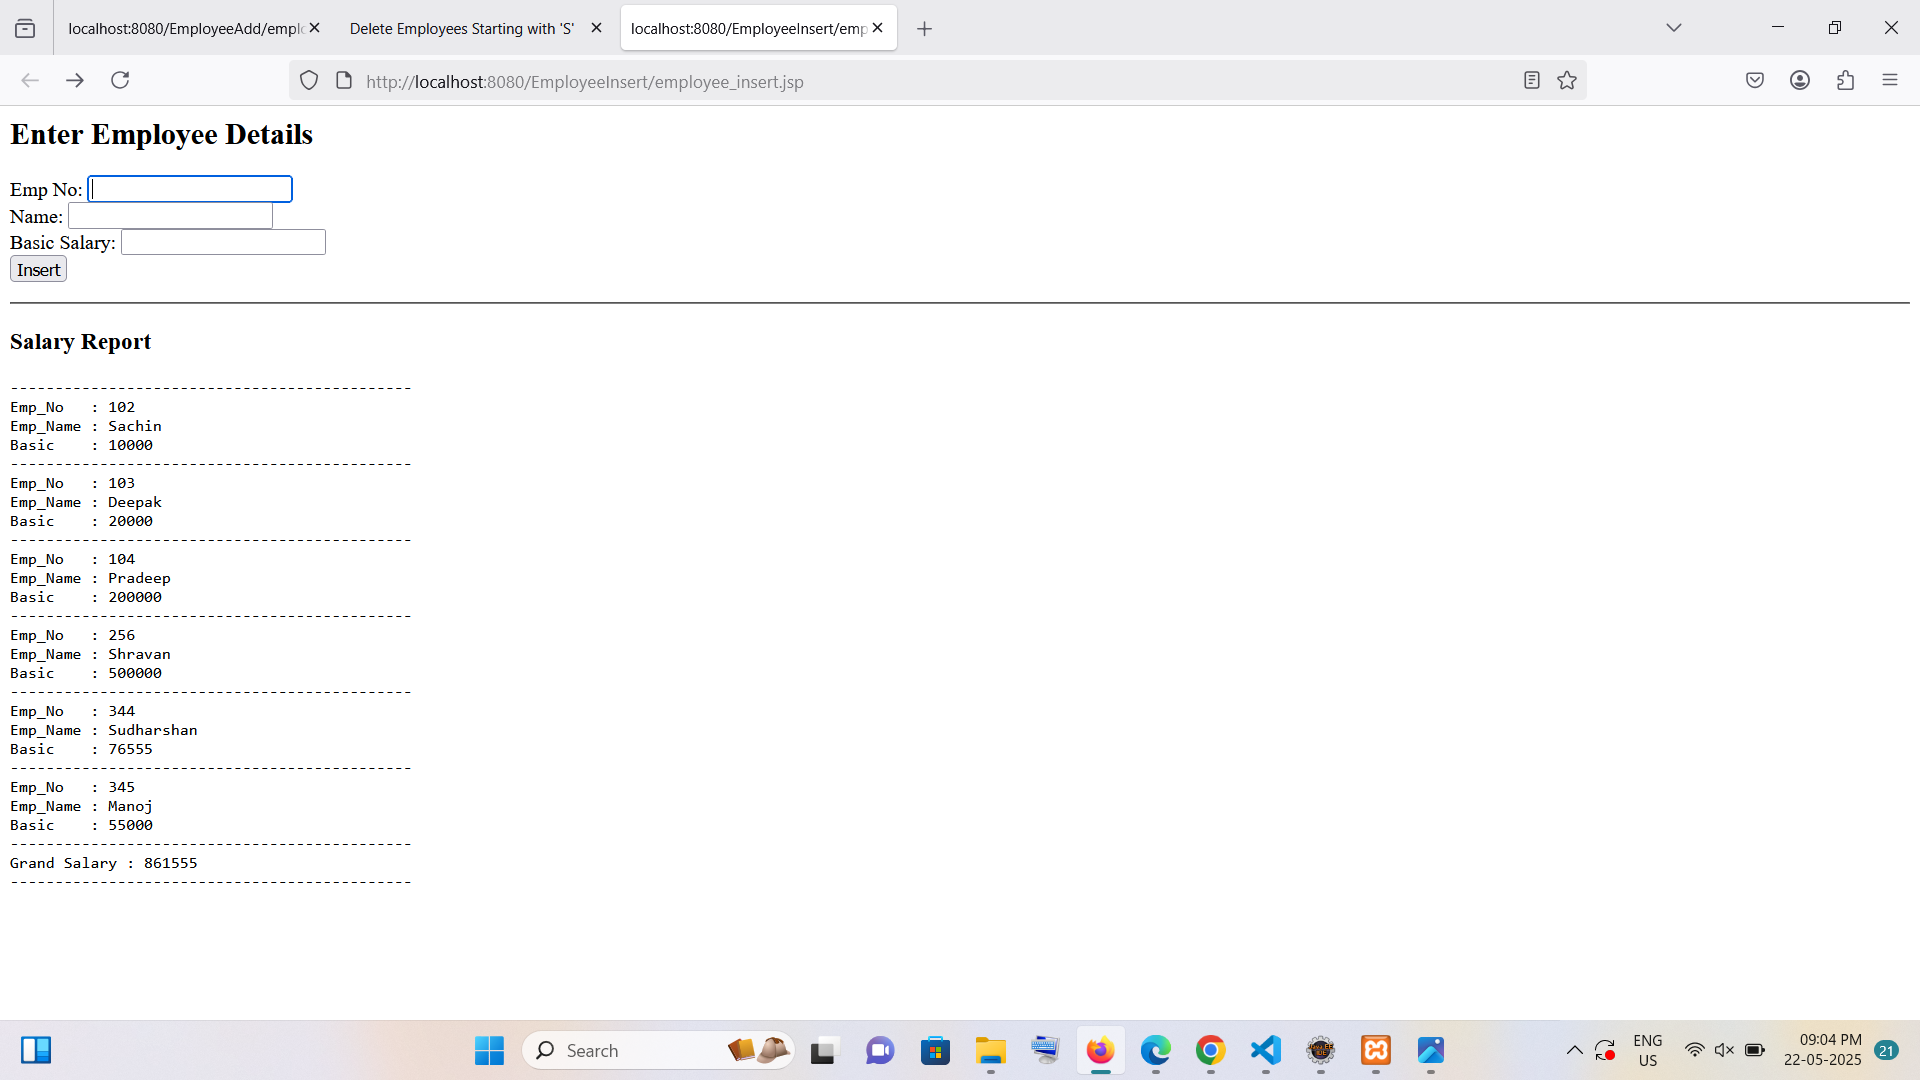 localhost:8080/EmployeeAdd/emplo
Delete Employees Starting with 'S'
localhost:8080/EmployeeInsert/emp
http://localhost:8080/EmployeeInsert/employee_insert.jsp
Enter Employee Details
Emp No:
Name:
Basic Salary:
Insert
Salary Report
---------------------------------------------
Emp_No   : 102
Emp_Name : Sachin
Basic    : 10000
---------------------------------------------
Emp_No   : 103
Emp_Name : Deepak
Basic    : 20000
---------------------------------------------
Emp_No   : 104
Emp_Name : Pradeep
Basic    : 200000
---------------------------------------------
Emp_No   : 256
Emp_Name : Shravan
Basic    : 500000
---------------------------------------------
Emp_No   : 344
Emp_Name : Sudharshan
Basic    : 76555
---------------------------------------------
Emp_No   : 345
Emp_Name : Manoj
Basic    : 55000
---------------------------------------------
Grand Salary : 861555
---------------------------------------------
Search
ENG
US
09:04 PM
22-05-2025
21